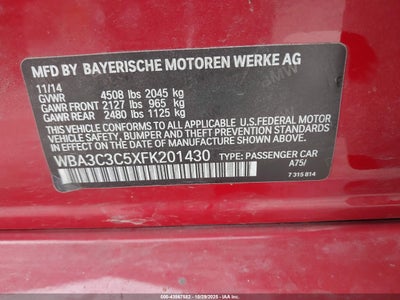 MFD BY BAYERISCHE MOTOREN WERKE AG
11/14
GVWR 4508 lbs 2045 kg
GAWR FRONT 2127 lbs 965 kg
GAWR REAR 2480 lbs 1125 kg
THIS VEHICLE CONFORMS TO ALL APPLICABLE U.S.FEDERAL MOTOR
VEHICLE SAFETY, BUMPER, AND THEFT PREVENTION STANDARDS
IN EFFECT ON THE DATE OF MANUFACTURE SHOWN ABOVE.
WBA3C3C5XFK201430 TYPE: PASSENGER CAR
A75/
7 315 814